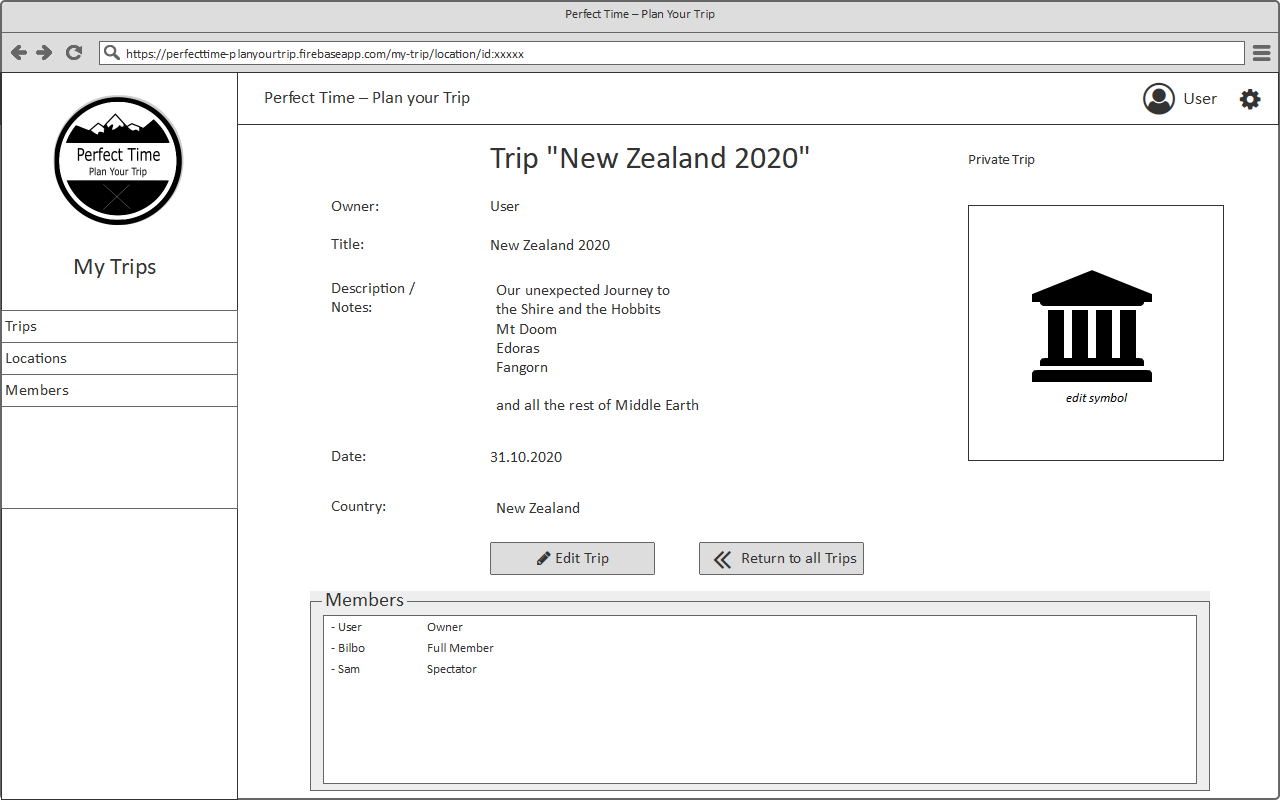 Perfect Time – Plan Your Trip
https://perfecttime-planyourtrip.firebaseapp.com/my-trip/location/id:xxxxx
Perfect Time
Plan Your Trip
My Trips
Trips
Locations
Members
Perfect Time – Plan your Trip
User
Trip "New Zealand 2020"
Private Trip
Owner: User
Title: New Zealand 2020
Description /
Notes:
Our unexpected Journey to
the Shire and the Hobbits
Mt Doom
Edoras
Fangorn
and all the rest of Middle Earth
edit symbol
Date: 31.10.2020
Country: New Zealand
Edit Trip
Return to all Trips
Members
- User Owner
- Bilbo Full Member
- Sam Spectator